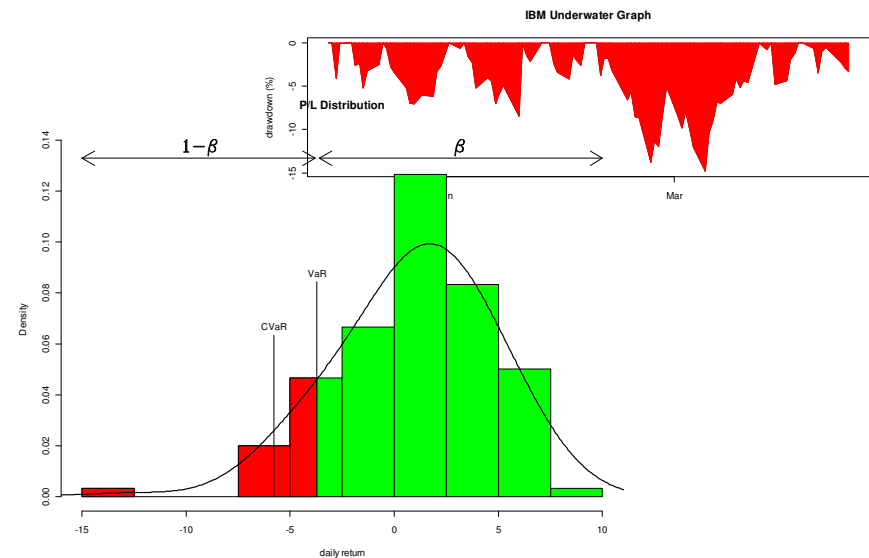 IBM Underwater Graph
drawdown (%)
0
-5
-10
-15
n
Mar
P/L Distribution
1−β
β
Density
0.14
0.12
0.10
0.08
0.06
0.04
0.02
0.00
VaR
CVaR
-15
-10
-5
0
5
10
daily return